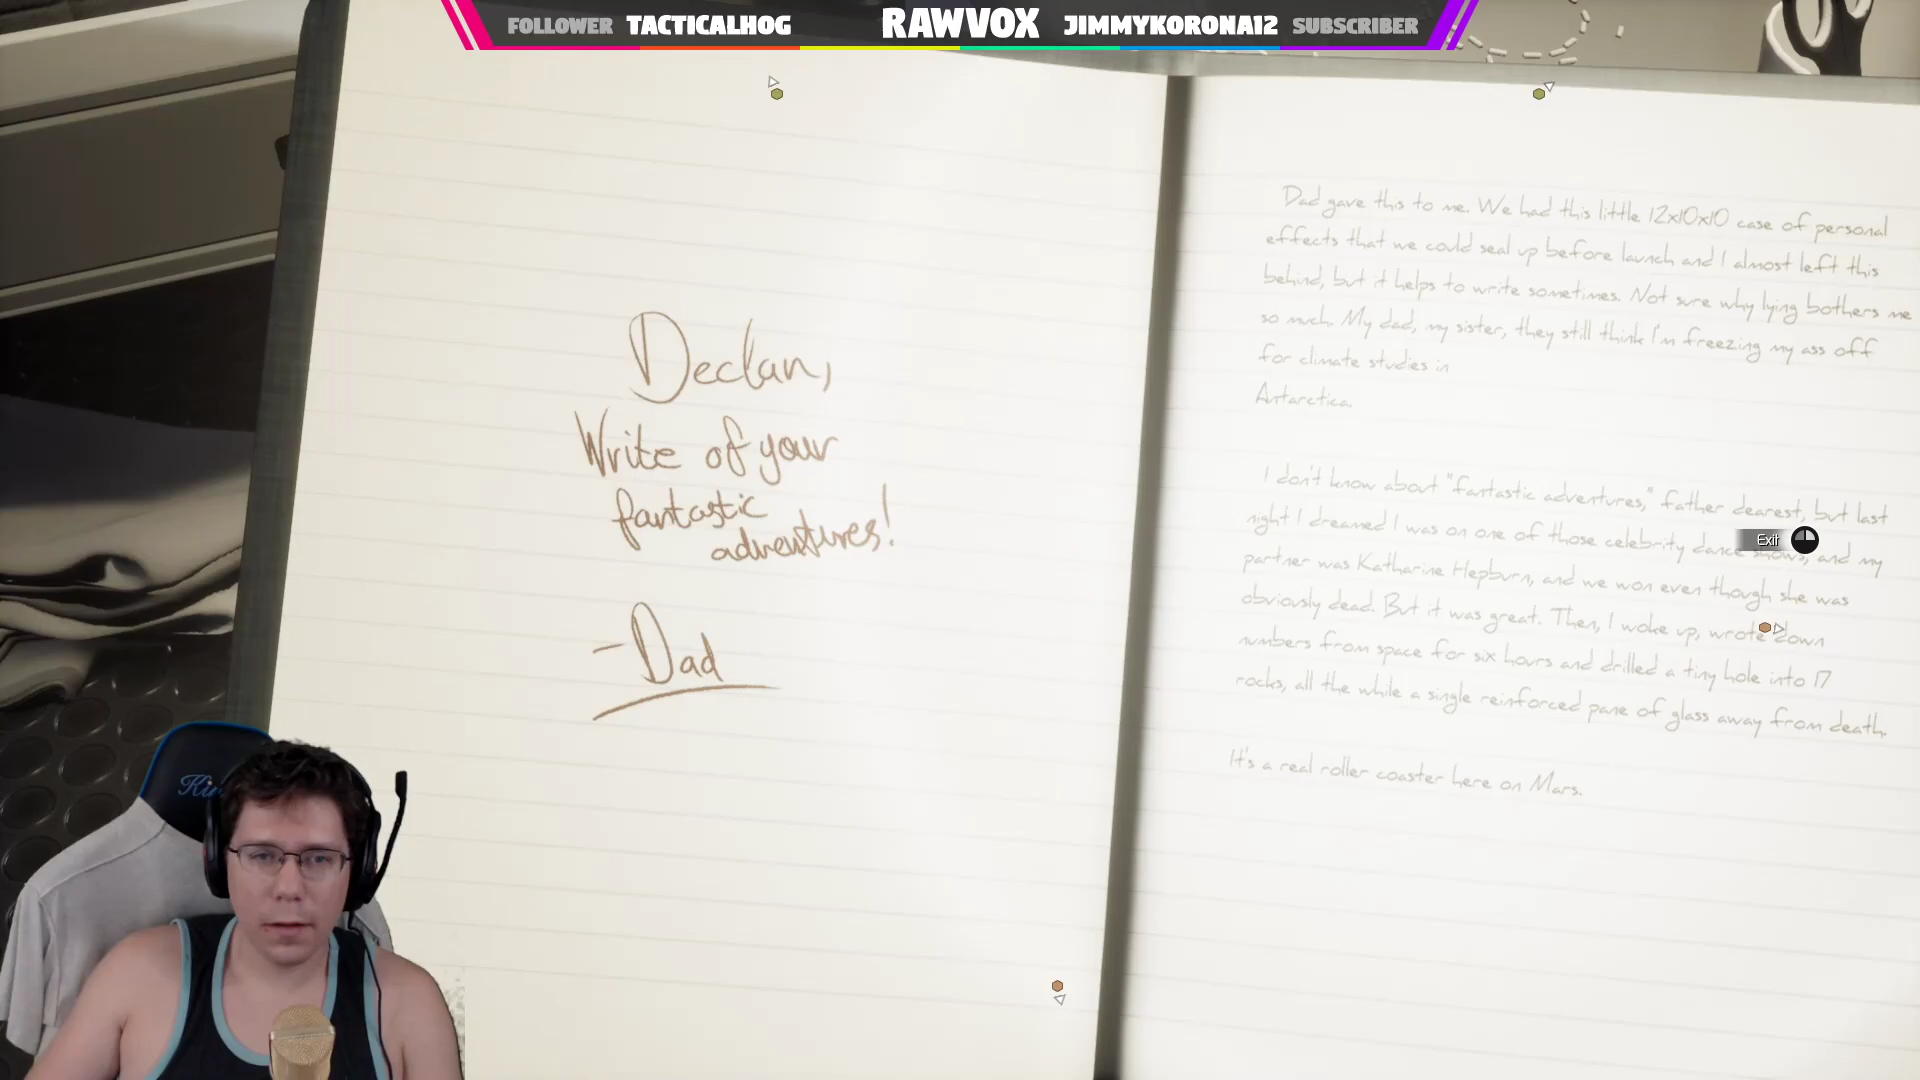 FOLLOWER TACTICALHOG RAWVOX JIMMYKORONA12 SUBSCRIBER
Declan,
Write of your
fantastic
adventures!
-Dad
Dad gave this to me. We had this little 12x10x10 case of personal
effects that we could seal up before launch and I almost left this
behind, but it helps to write sometimes. Not sure why lying bothers me
so much. My dad, my sister, they still think I'm freezing my ass off
for climate studies in
Antarctica.
I don't know about "fantastic adventures," father dearest, but last
night I dreamed I was on one of those celebrity dance shows, and my
partner was Katharine Hepburn, and we won even though she was
obviously dead. But it was great. Then, I woke up, wrote down
numbers from space for six hours and drilled a tiny hole into 17
rocks, all the while a single reinforced pane of glass away from death.
It's a real roller coaster here on Mars.
Exit